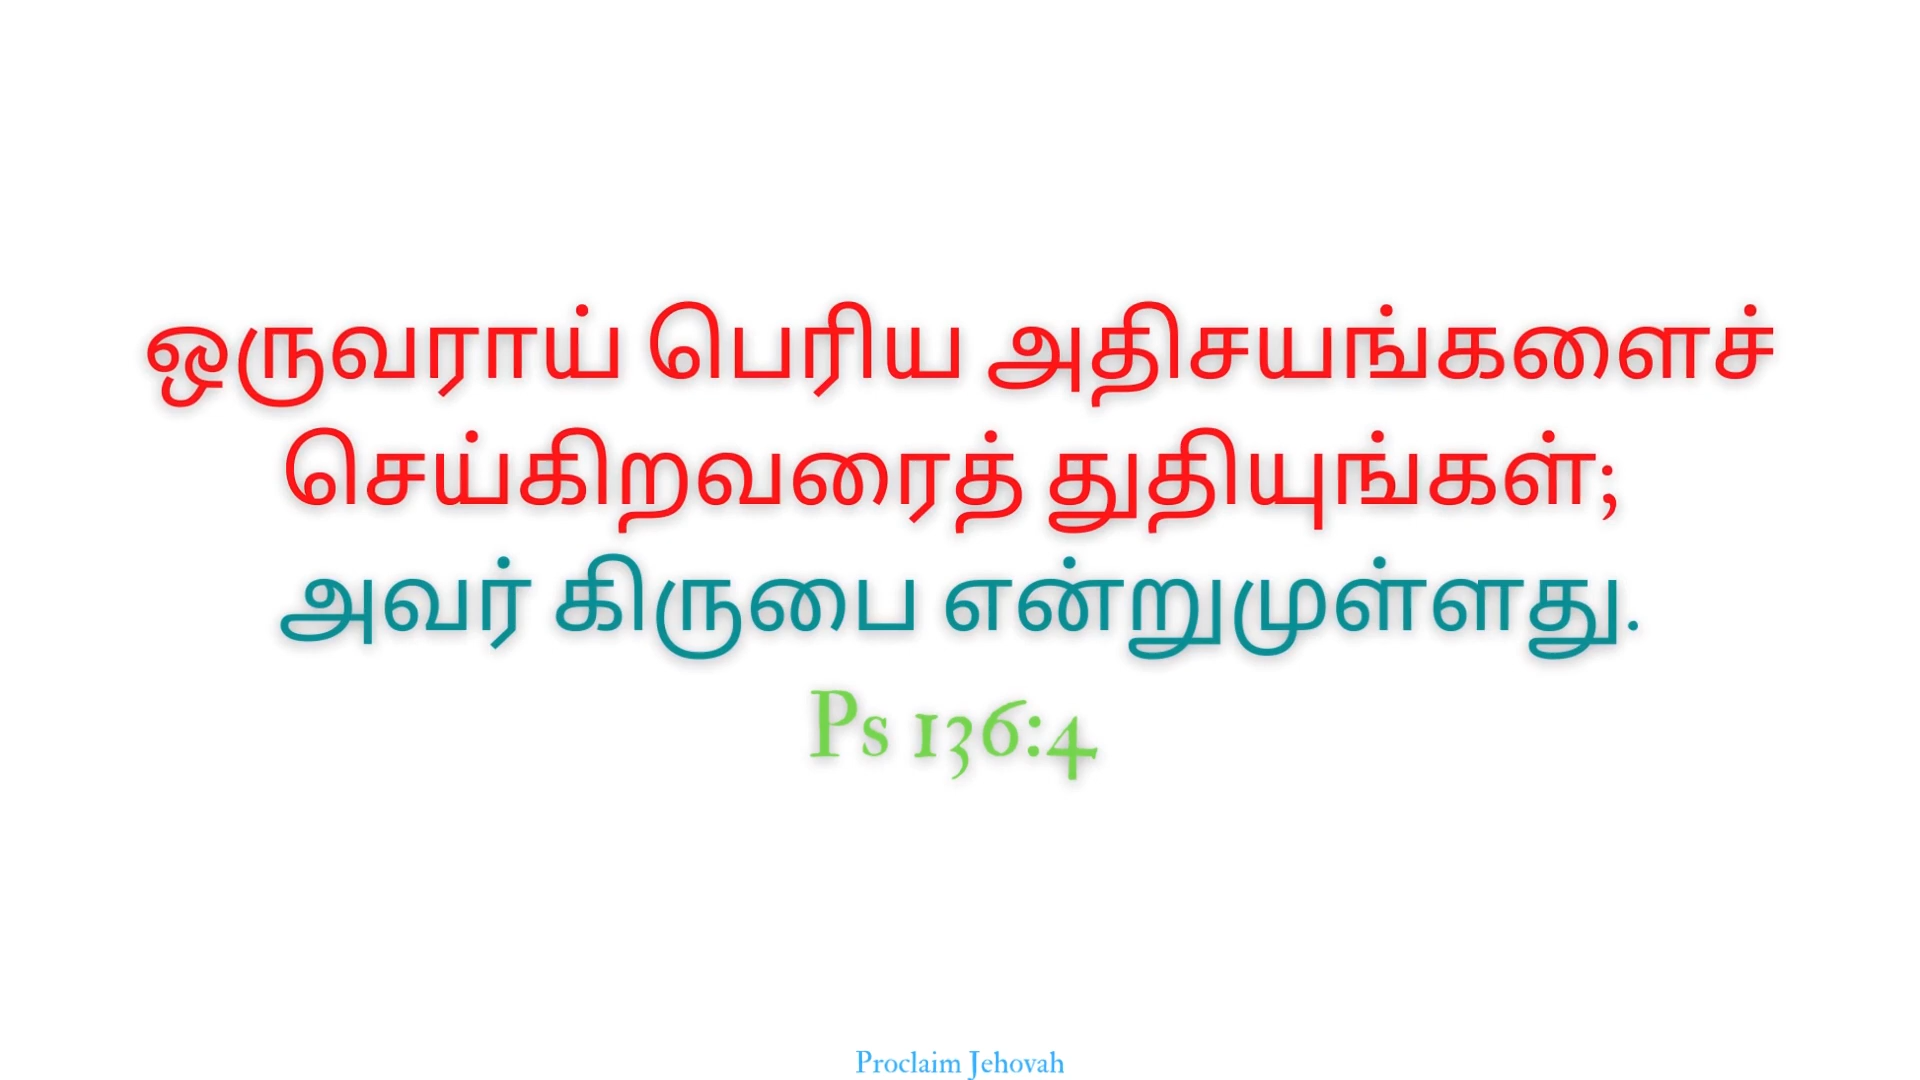 ஒருவராய் பெரிய அதிசயங்களைச்
செய்கிறவரைத் துதியுங்கள்;
அவர் கிருபை என்றுமுள்ளது.
Ps 136:4
Proclaim Jehovah